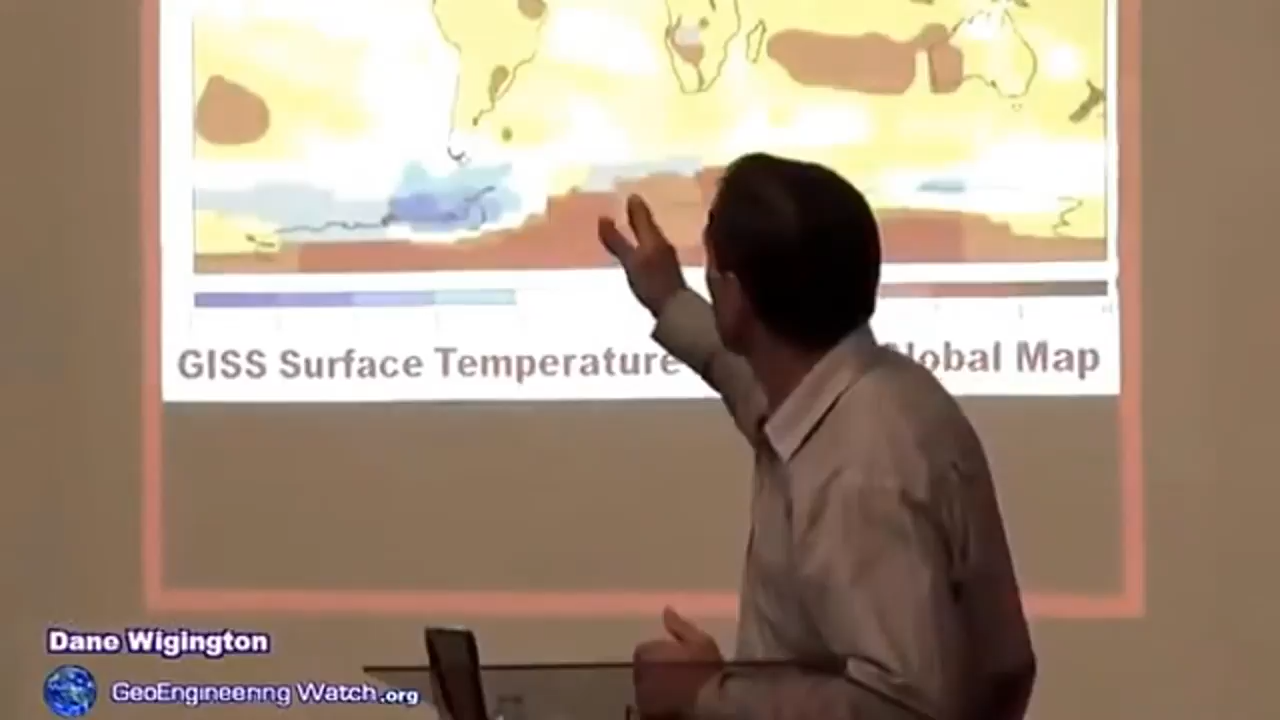 GISS Surface Temperature lobal Map
Dane Wigington
GeoEngineering Watch.org